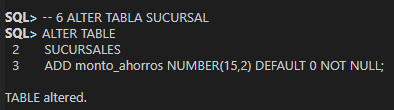 SQL> -- 6 ALTER TABLA SUCURSAL
SQL> ALTER TABLE
2 SUCURSALES
3 ADD monto_ahorros NUMBER(15,2) DEFAULT 0 NOT NULL;
TABLE altered.